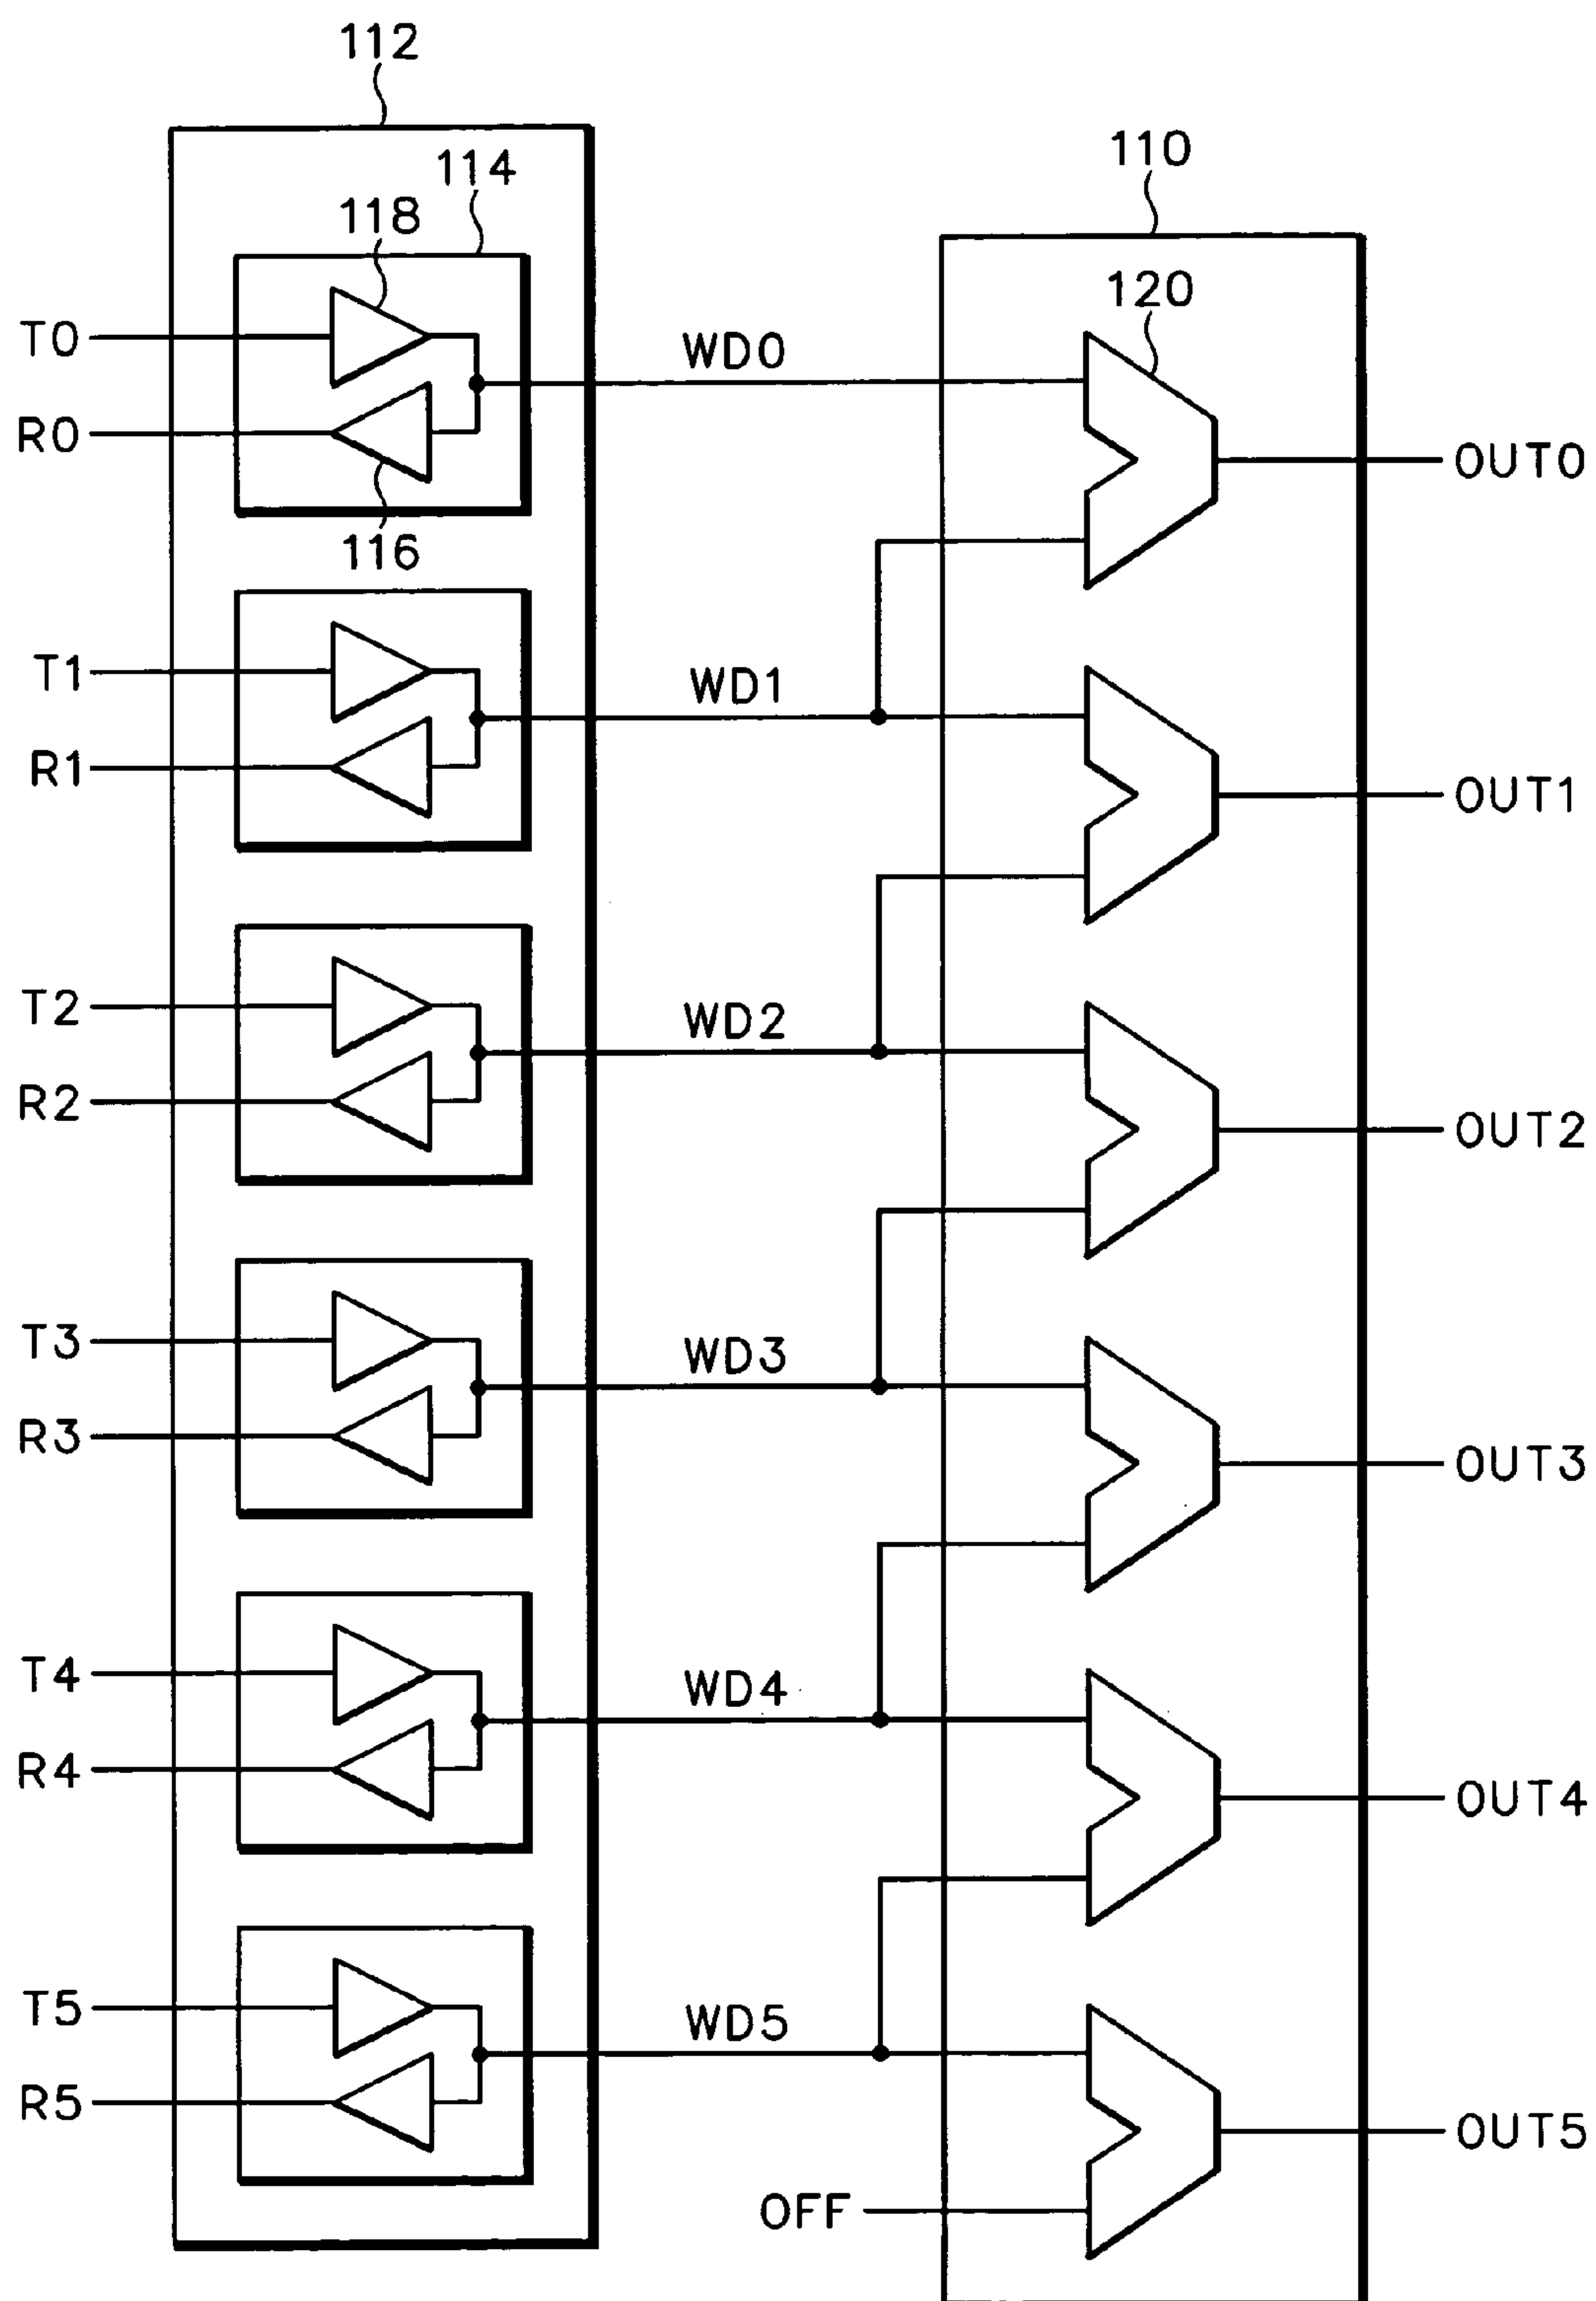 112
110
114
118
120
T0
WD0
R0
OUT0
116
T1
WD1
R1
OUT1
T2
WD2
R2
OUT2
T3
WD3
R3
OUT3
T4
WD4
R4
OUT4
T5
WD5
R5
OUT5
OFF